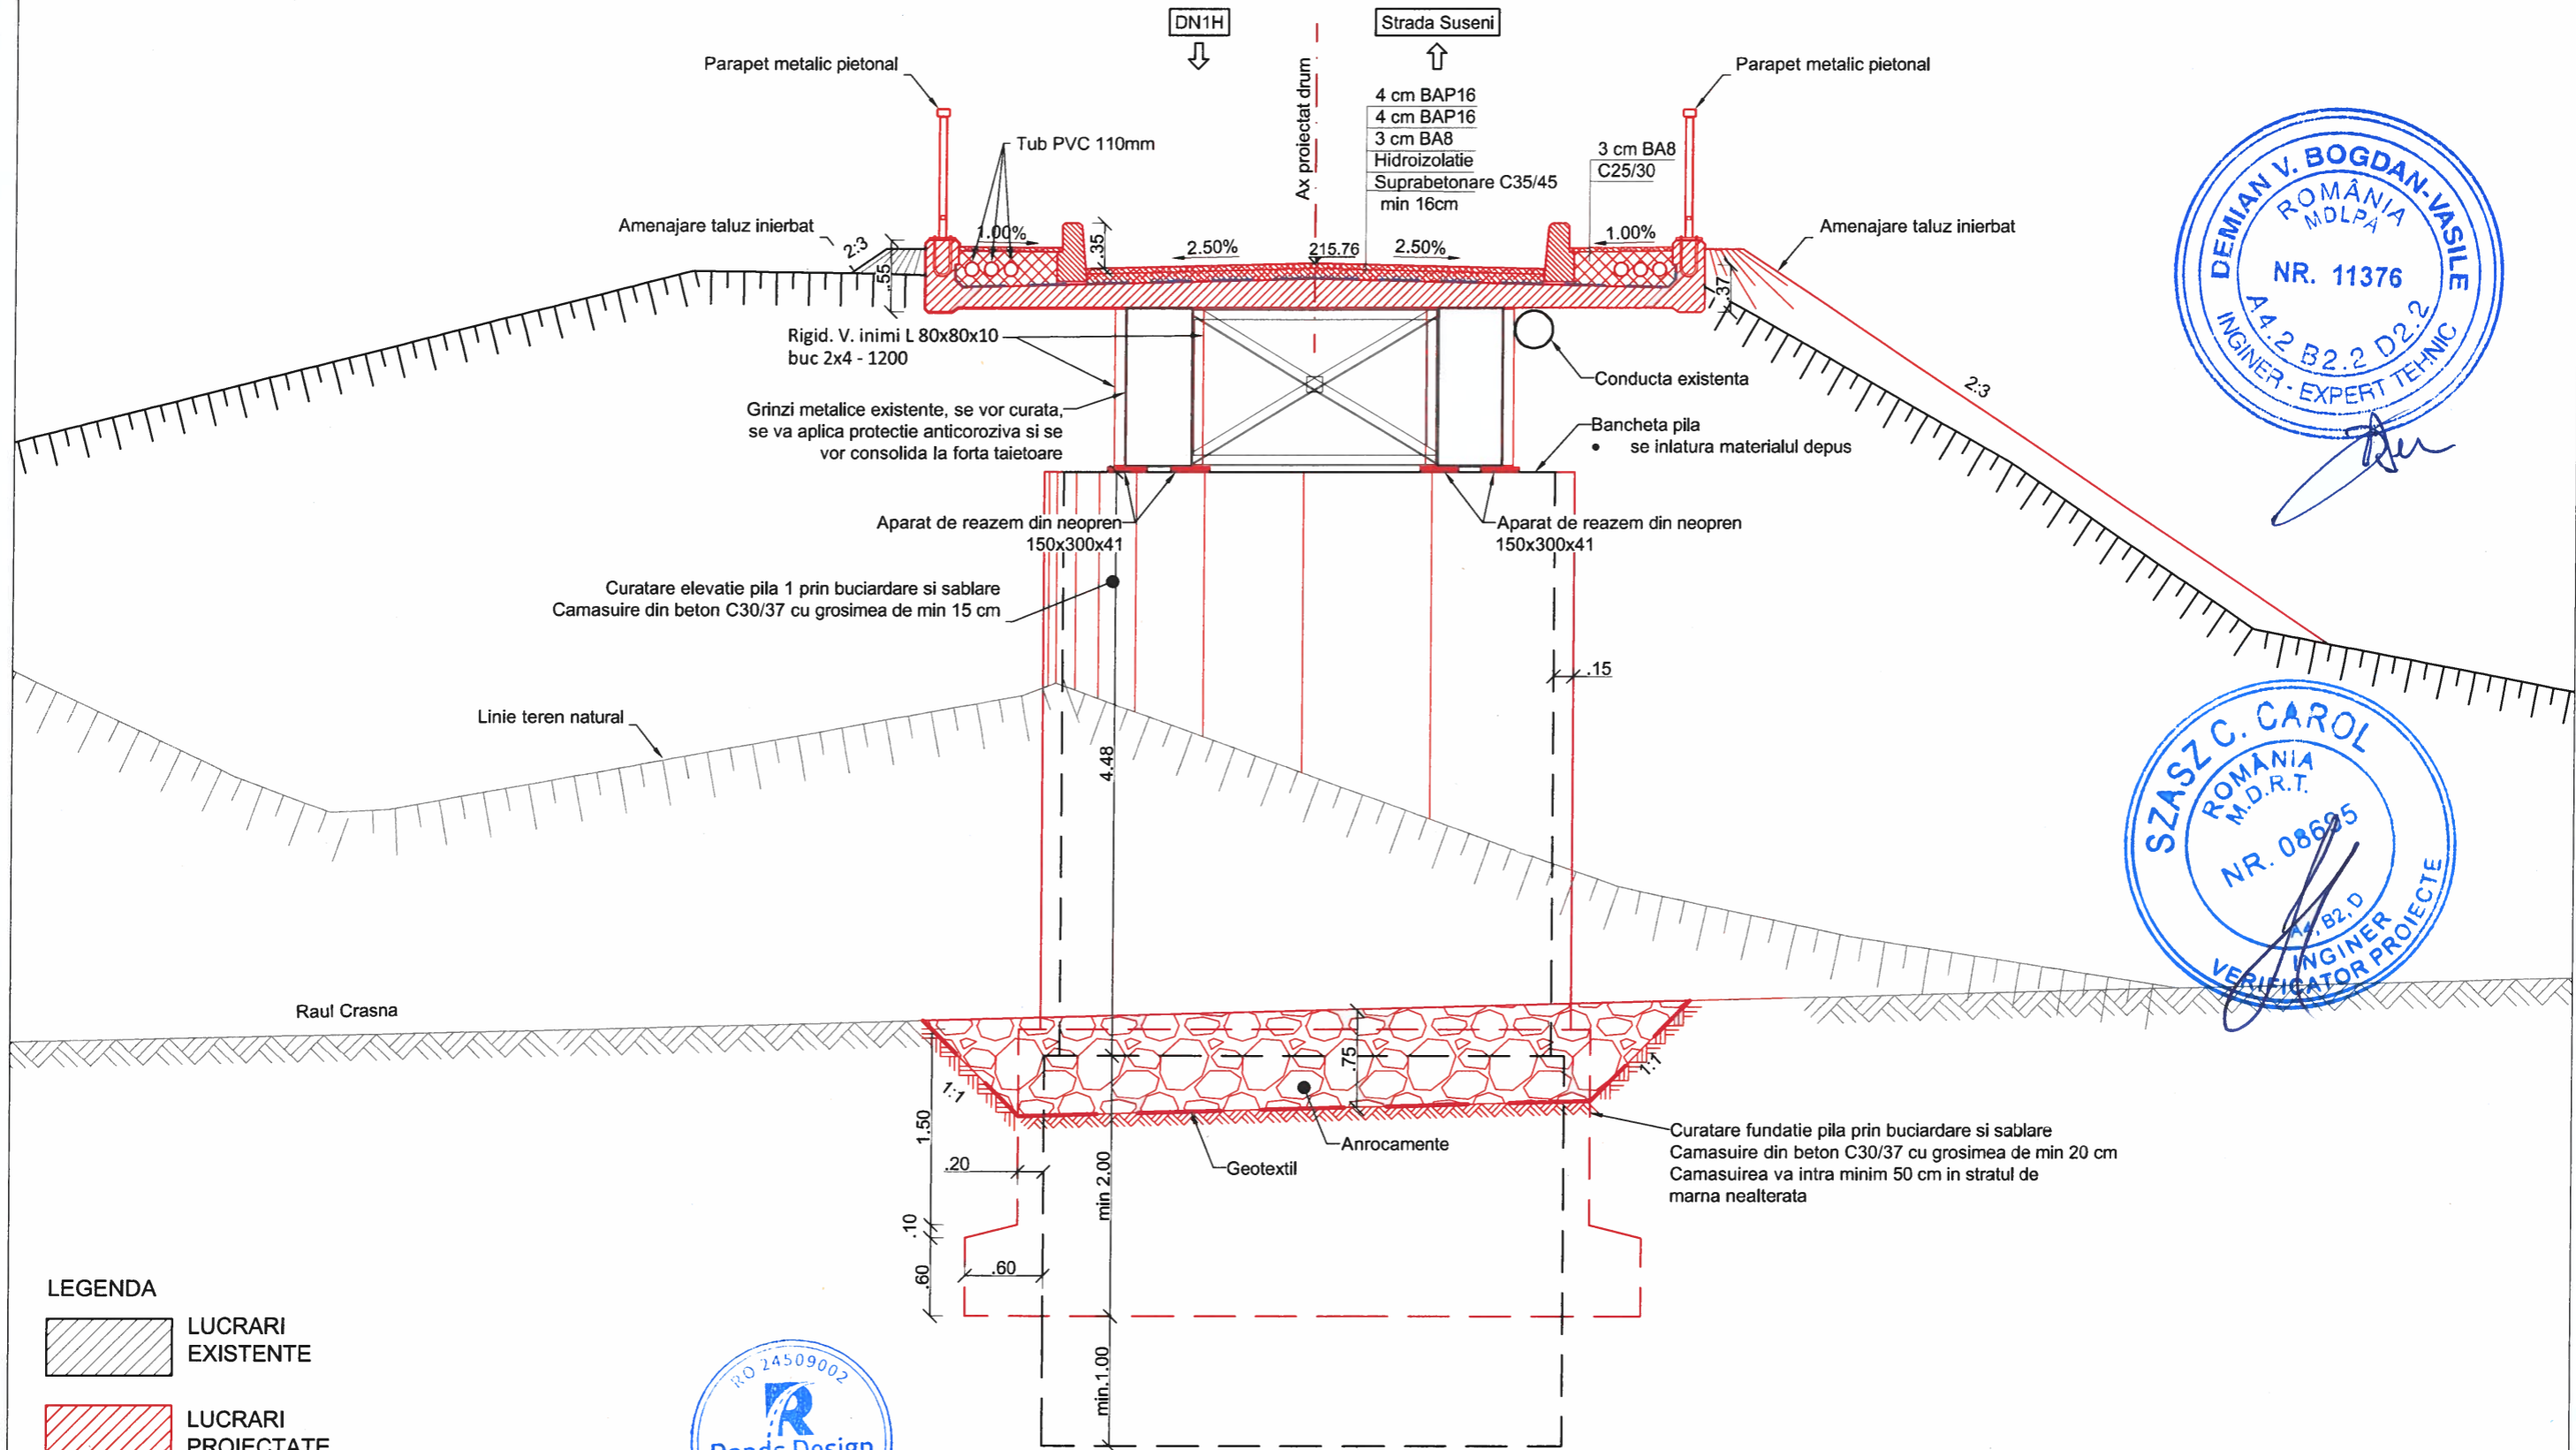 DN1H
Strada Suseni
Parapet metalic pietonal
Parapet metalic pietonal
Ax proiectat drum
4 cm BAP16
4 cm BAP16
3 cm BA8
Hidroizolatie
Suprabetonare C35/45
min 16cm
3 cm BA8
C25/30
Tub PVC 110mm
Amenajare taluz inierbat
Amenajare taluz inierbat
2:3
.55
1.00%
.35
2.50%
215.76
2.50%
1.00%
.37
2:3
Rigid. V. inimi L 80x80x10
buc 2x4 - 1200
Conducta existenta
Grinzi metalice existente, se vor curata,
se va aplica protectie anticoroziva si se
vor consolida la forta taietoare
Bancheta pila
• se inlatura materialul depus
Aparat de reazem din neopren
150x300x41
Aparat de reazem din neopren
150x300x41
Curatare elevatie pila 1 prin buciardare si sablare
Camasuire din beton C30/37 cu grosimea de min 15 cm
.15
Linie teren natural
4.48
Raul Crasna
.75
1:1
1:1
1.50
.20
min 2.00
Anrocamente
Geotextil
Curatare fundatie pila prin buciardare si sablare
Camasuire din beton C30/37 cu grosimea de min 20 cm
Camasuirea va intra minim 50 cm in stratul de
marna nealterata
.10
.60
.60
min.1.00
LEGENDA
LUCRARI
EXISTENTE
LUCRARI
PROIECTATE
RO 24509002
R
Roads Design
DEMIAN V. BOGDAN-VASILE
ROMÂNIA
MDLPA
NR. 11376
A4.2 B2.2 D2.2
INGINER - EXPERT TEHNIC
SZASZ C. CAROL
ROMÂNIA
M.D.R.T.
NR. 08695
A4, B2, D
INGINER
VERIFICATOR PROIECTE